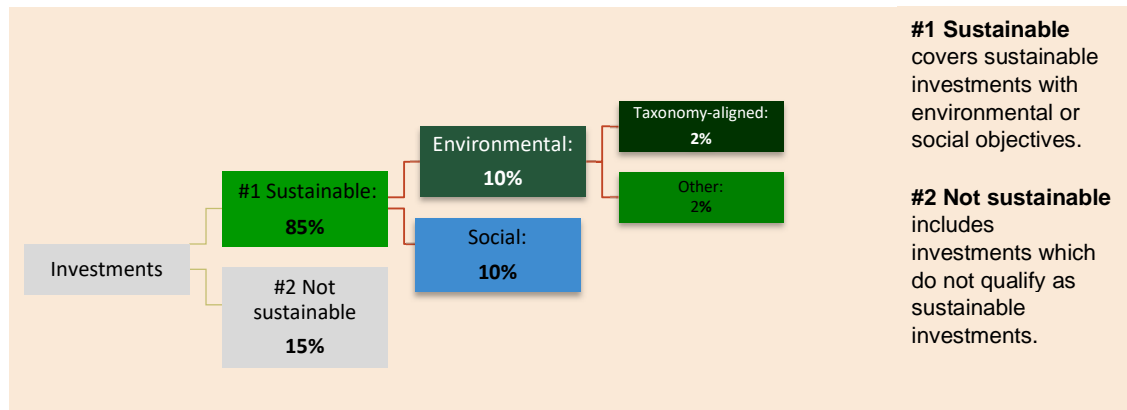 Investments
#1 Sustainable:
85%
#2 Not
sustainable
15%
Environmental:
10%
Social:
10%
Taxonomy-aligned:
2%
Other:
2%
#1 Sustainable
covers sustainable
investments with
environmental or
social objectives.
#2 Not sustainable
includes
investments which
do not qualify as
sustainable
investments.